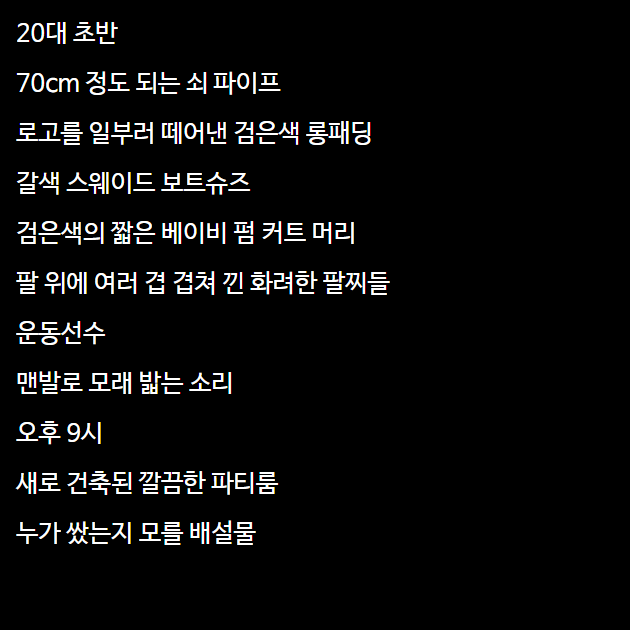 20대 초반
70cm 정도 되는 쇠 파이프
로고를 일부러 떼어낸 검은색 롱패딩
갈색 스웨이드 보트슈즈
검은색의 짧은 베이비 펌 커트 머리
팔 위에 여러 겹 겹쳐 낀 화려한 팔찌들
운동선수
맨발로 모래 밟는 소리
오후 9시
새로 건축된 깔끔한 파티룸
누가 쌌는지 모를 배설물